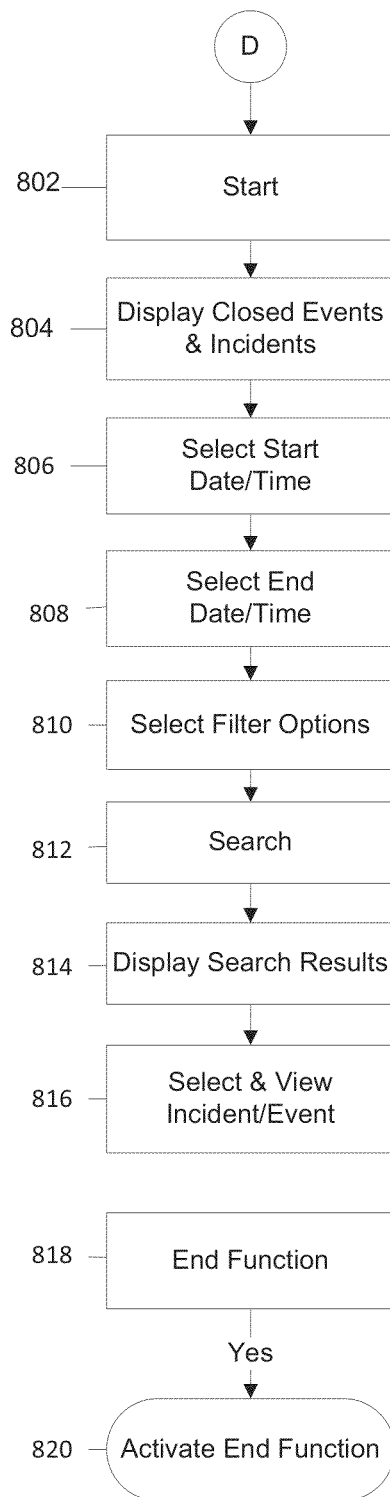 D
802
Start
804
Display Closed Events
& Incidents
806
Select Start
Date/Time
808
Select End
Date/Time
810
Select Filter Options
812
Search
814
Display Search Results
816
Select & View
Incident/Event
818
End Function
Yes
820
Activate End Function